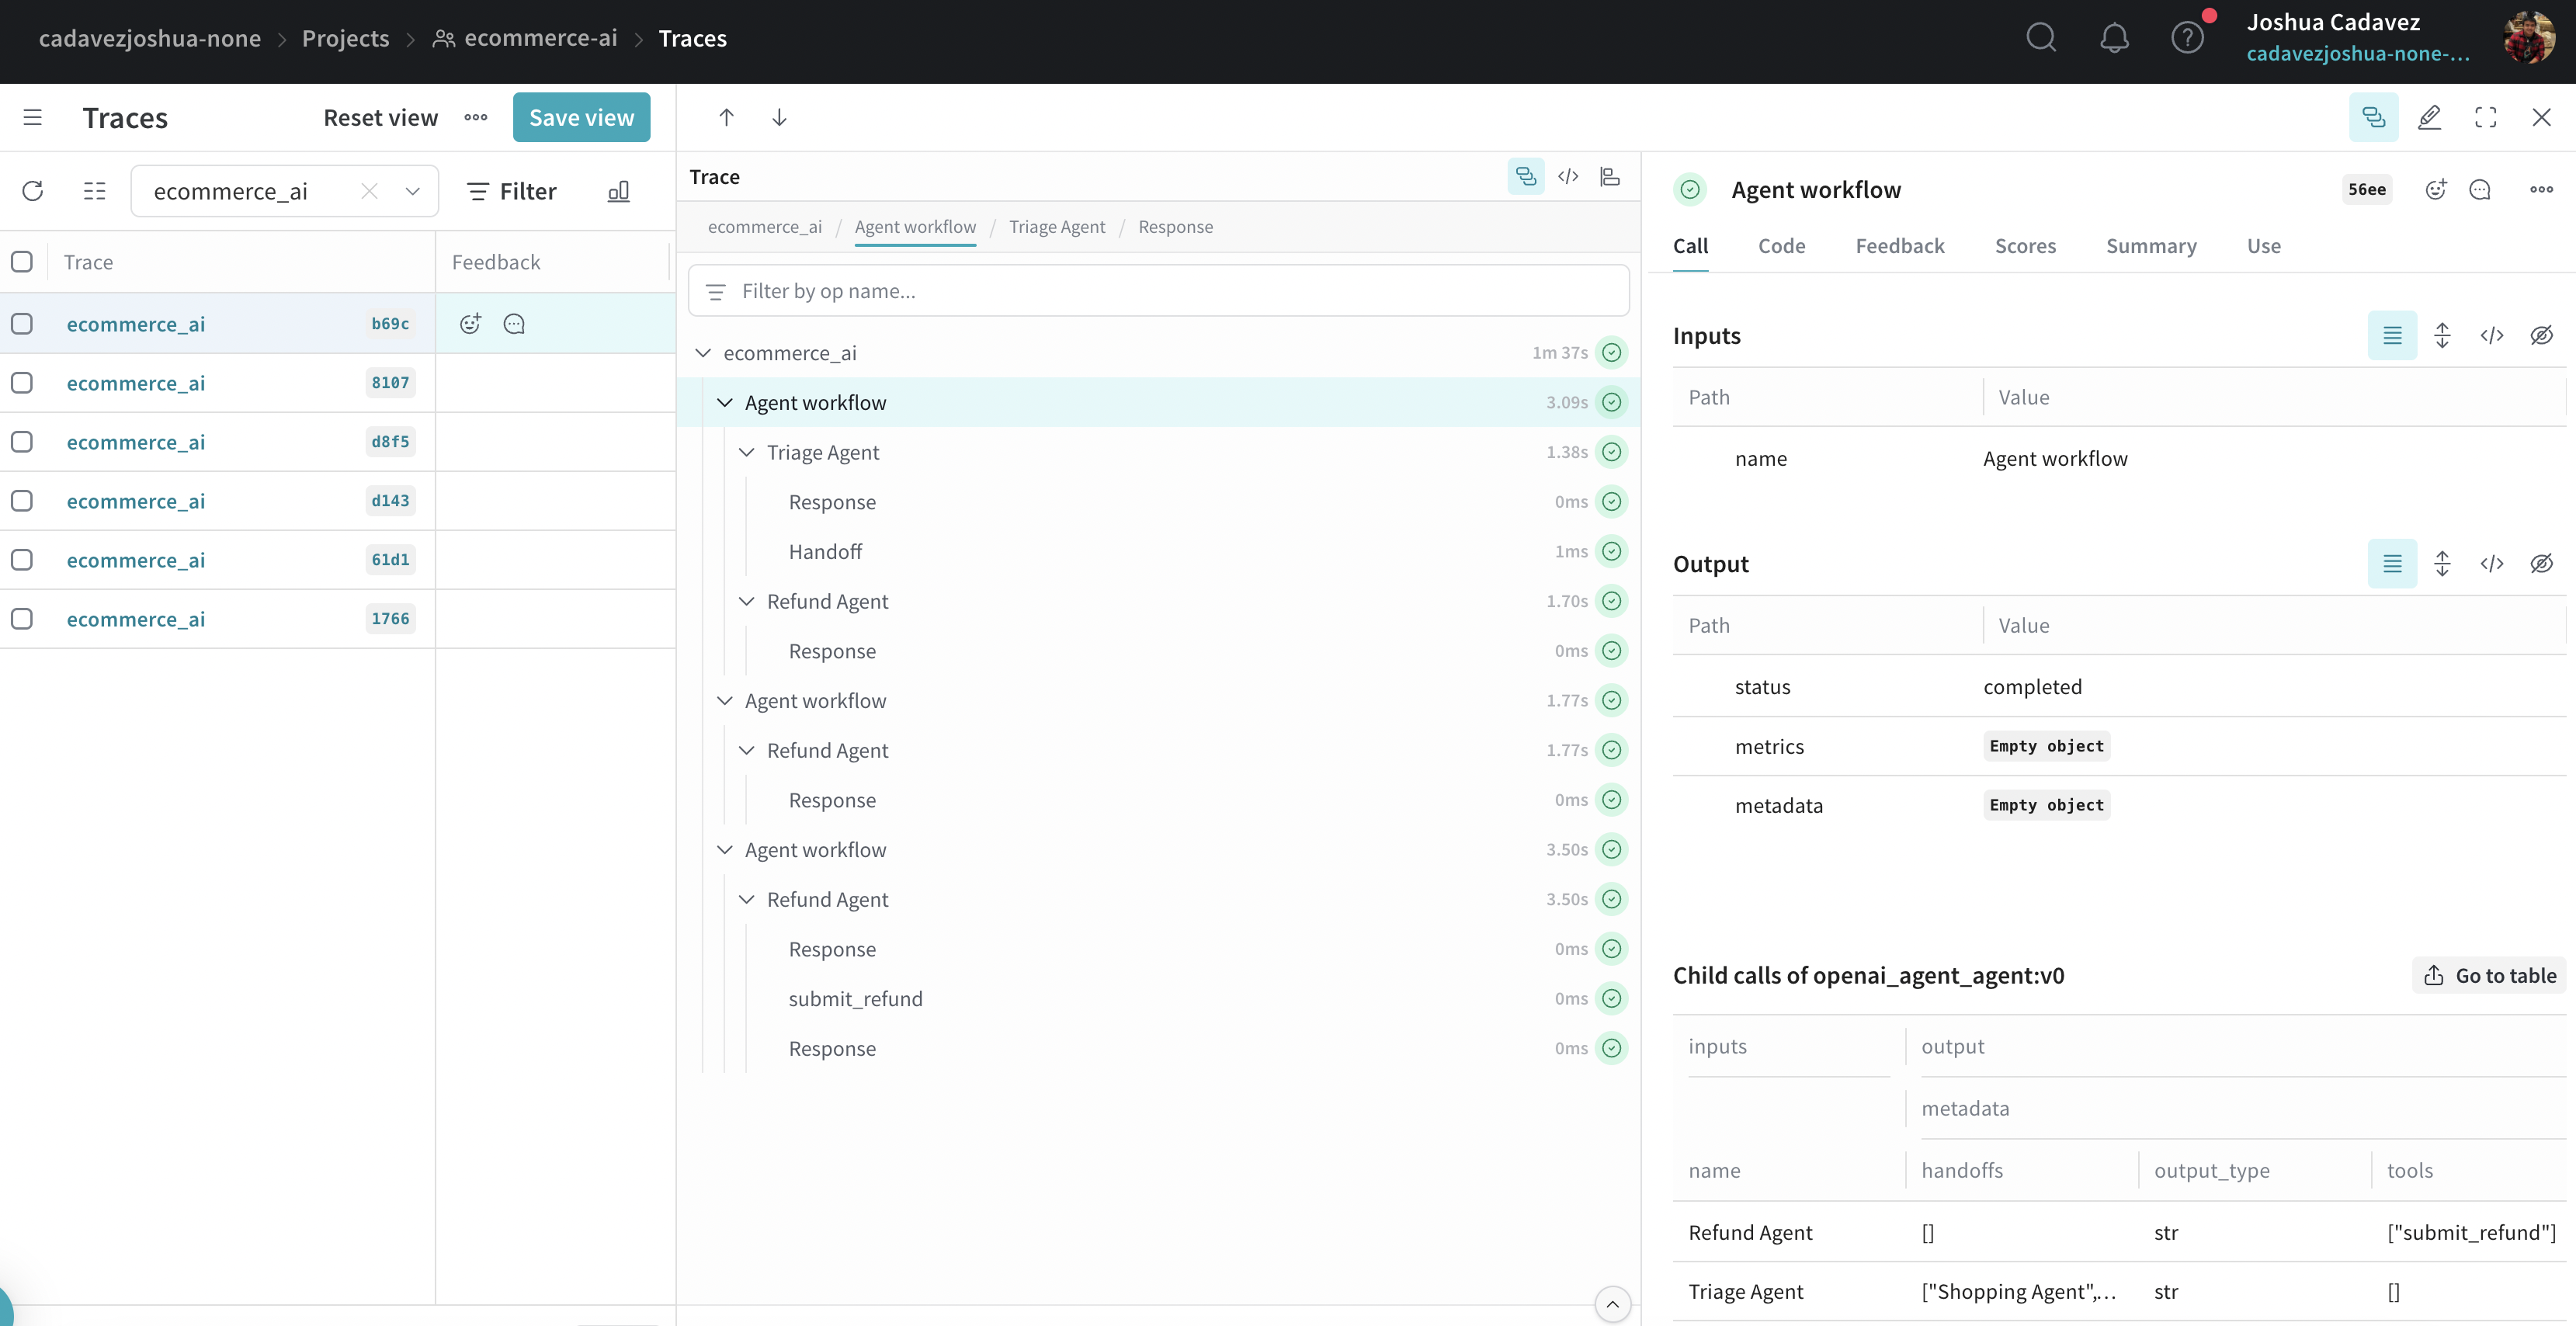 cadavezjoshua-none > Projects > ecommerce-ai > Traces
Joshua Cadavez
cadavezjoshua-none-...
Traces
Reset view
Save view
ecommerce_ai
Filter
Trace
Feedback
ecommerce_ai b69c
ecommerce_ai 8107
ecommerce_ai d8f5
ecommerce_ai d143
ecommerce_ai 61d1
ecommerce_ai 1766
Trace
ecommerce_ai / Agent workflow / Triage Agent / Response
Filter by op name...
ecommerce_ai 1m 37s
Agent workflow 3.09s
Triage Agent 1.38s
Response 0ms
Handoff 1ms
Refund Agent 1.70s
Response 0ms
Agent workflow 1.77s
Refund Agent 1.77s
Response 0ms
Agent workflow 3.50s
Refund Agent 3.50s
Response 0ms
submit_refund 0ms
Response 0ms
Agent workflow
56ee
Call Code Feedback Scores Summary Use
Inputs
Path Value
name Agent workflow
Output
Path Value
status completed
metrics Empty object
metadata Empty object
Child calls of openai_agent_agent:v0
Go to table
inputs output
metadata
name handoffs output_type tools
Refund Agent [] str ["submit_refund"]
Triage Agent ["Shopping Agent",... str []